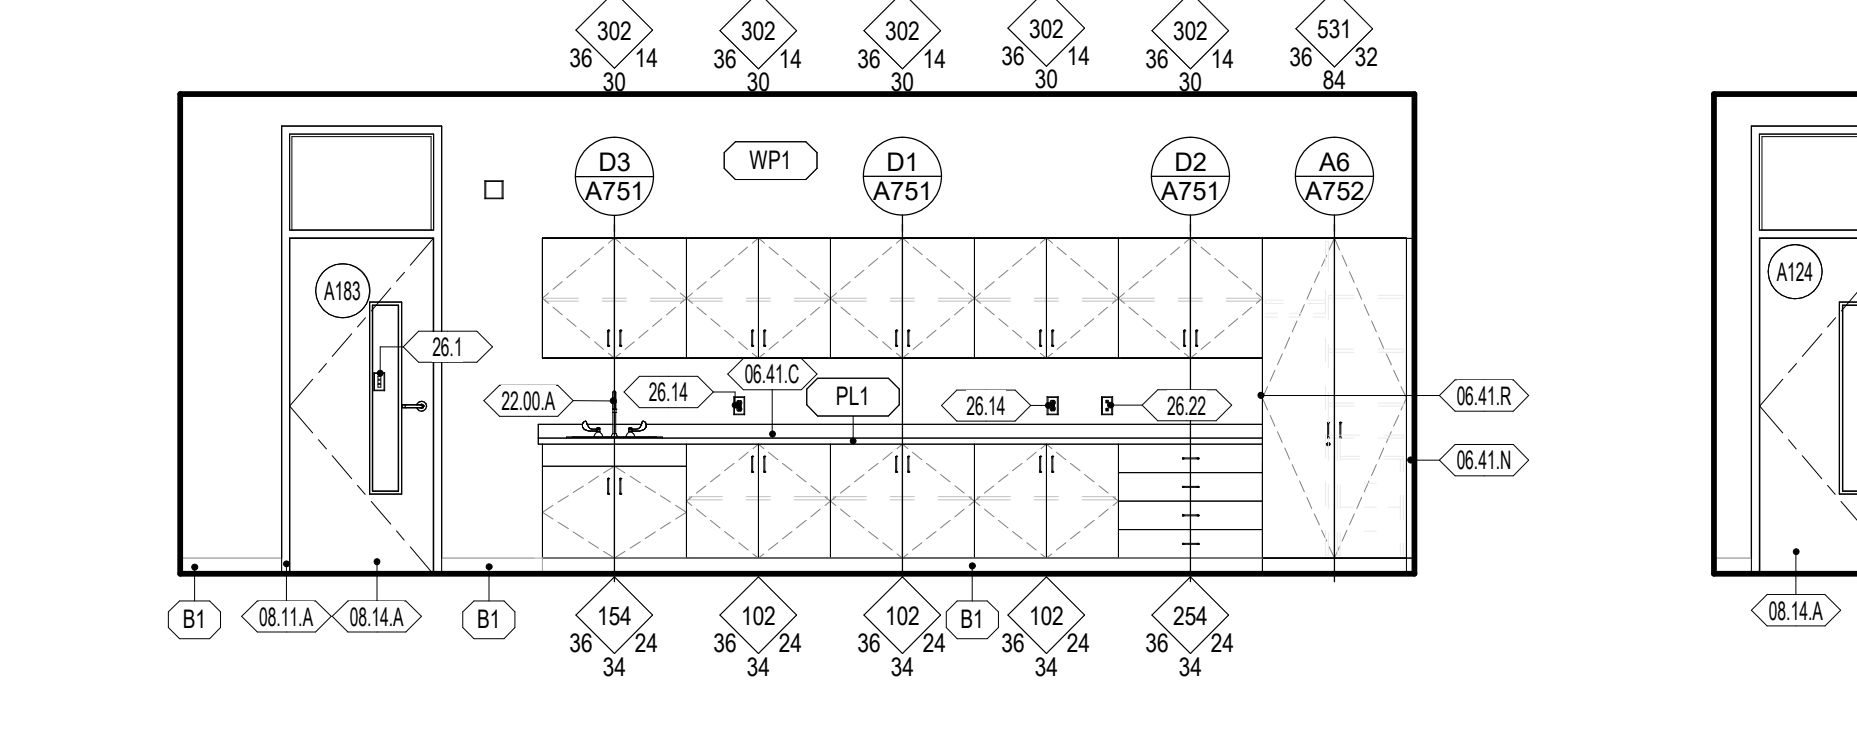 302 302 302 302 302 531
36 14 36 14 36 14 36 14 36 14 36 32
30 30 30 30 30 84
D3 WP1 D1 D2 A6
A751 A751 A751 A752
A183 A124
26.1
06.41.C
22.00.A 26.14 PL1 26.14 26.22 06.41.R
06.41.N
B1 08.11.A 08.14.A B1 154 102 102 B1 102 254 08.14.A
36 24 36 24 36 24 36 24 36 24
34 34 34 34 34